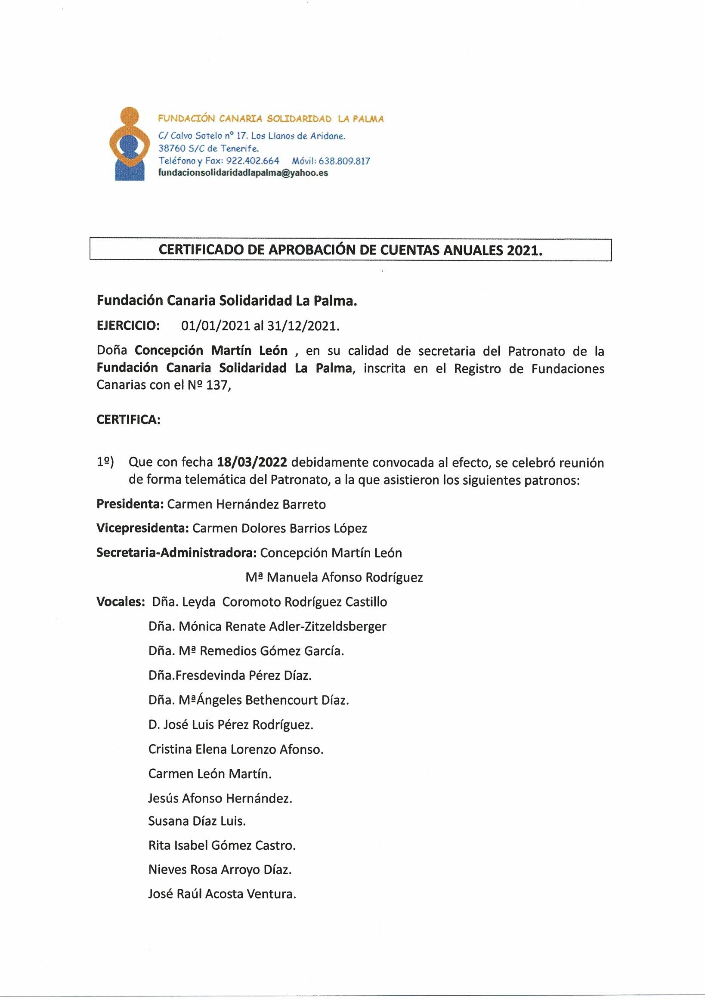 FUNDACIÓN CANARIA SOLIDARIDAD LA PALMA
C/ Calvo Sotelo nº 17. Los Llanos de Aridane.
38760 S/C de Tenerife.
Teléfono y Fax: 922.402.664 Móvil: 638.809.817
fundacionsolidaridadlapalma@yahoo.es
CERTIFICADO DE APROBACIÓN DE CUENTAS ANUALES 2021.
Fundación Canaria Solidaridad La Palma.
EJERCICIO: 01/01/2021 al 31/12/2021.
Doña Concepción Martín León , en su calidad de secretaria del Patronato de la
Fundación Canaria Solidaridad La Palma, inscrita en el Registro de Fundaciones
Canarias con el Nº 137,
CERTIFICA:
1º) Que con fecha 18/03/2022 debidamente convocada al efecto, se celebró reunión
de forma telemática del Patronato, a la que asistieron los siguientes patronos:
Presidenta: Carmen Hernández Barreto
Vicepresidenta: Carmen Dolores Barrios López
Secretaria-Administradora: Concepción Martín León
Mª Manuela Afonso Rodríguez
Vocales: Dña. Leyda Coromoto Rodríguez Castillo
Dña. Mónica Renate Adler-Zitzeldsberger
Dña. Mª Remedios Gómez García.
Dña.Fresdevinda Pérez Díaz.
Dña. MªÁngeles Bethencourt Díaz.
D. José Luis Pérez Rodríguez.
Cristina Elena Lorenzo Afonso.
Carmen León Martín.
Jesús Afonso Hernández.
Susana Díaz Luis.
Rita Isabel Gómez Castro.
Nieves Rosa Arroyo Díaz.
José Raúl Acosta Ventura.